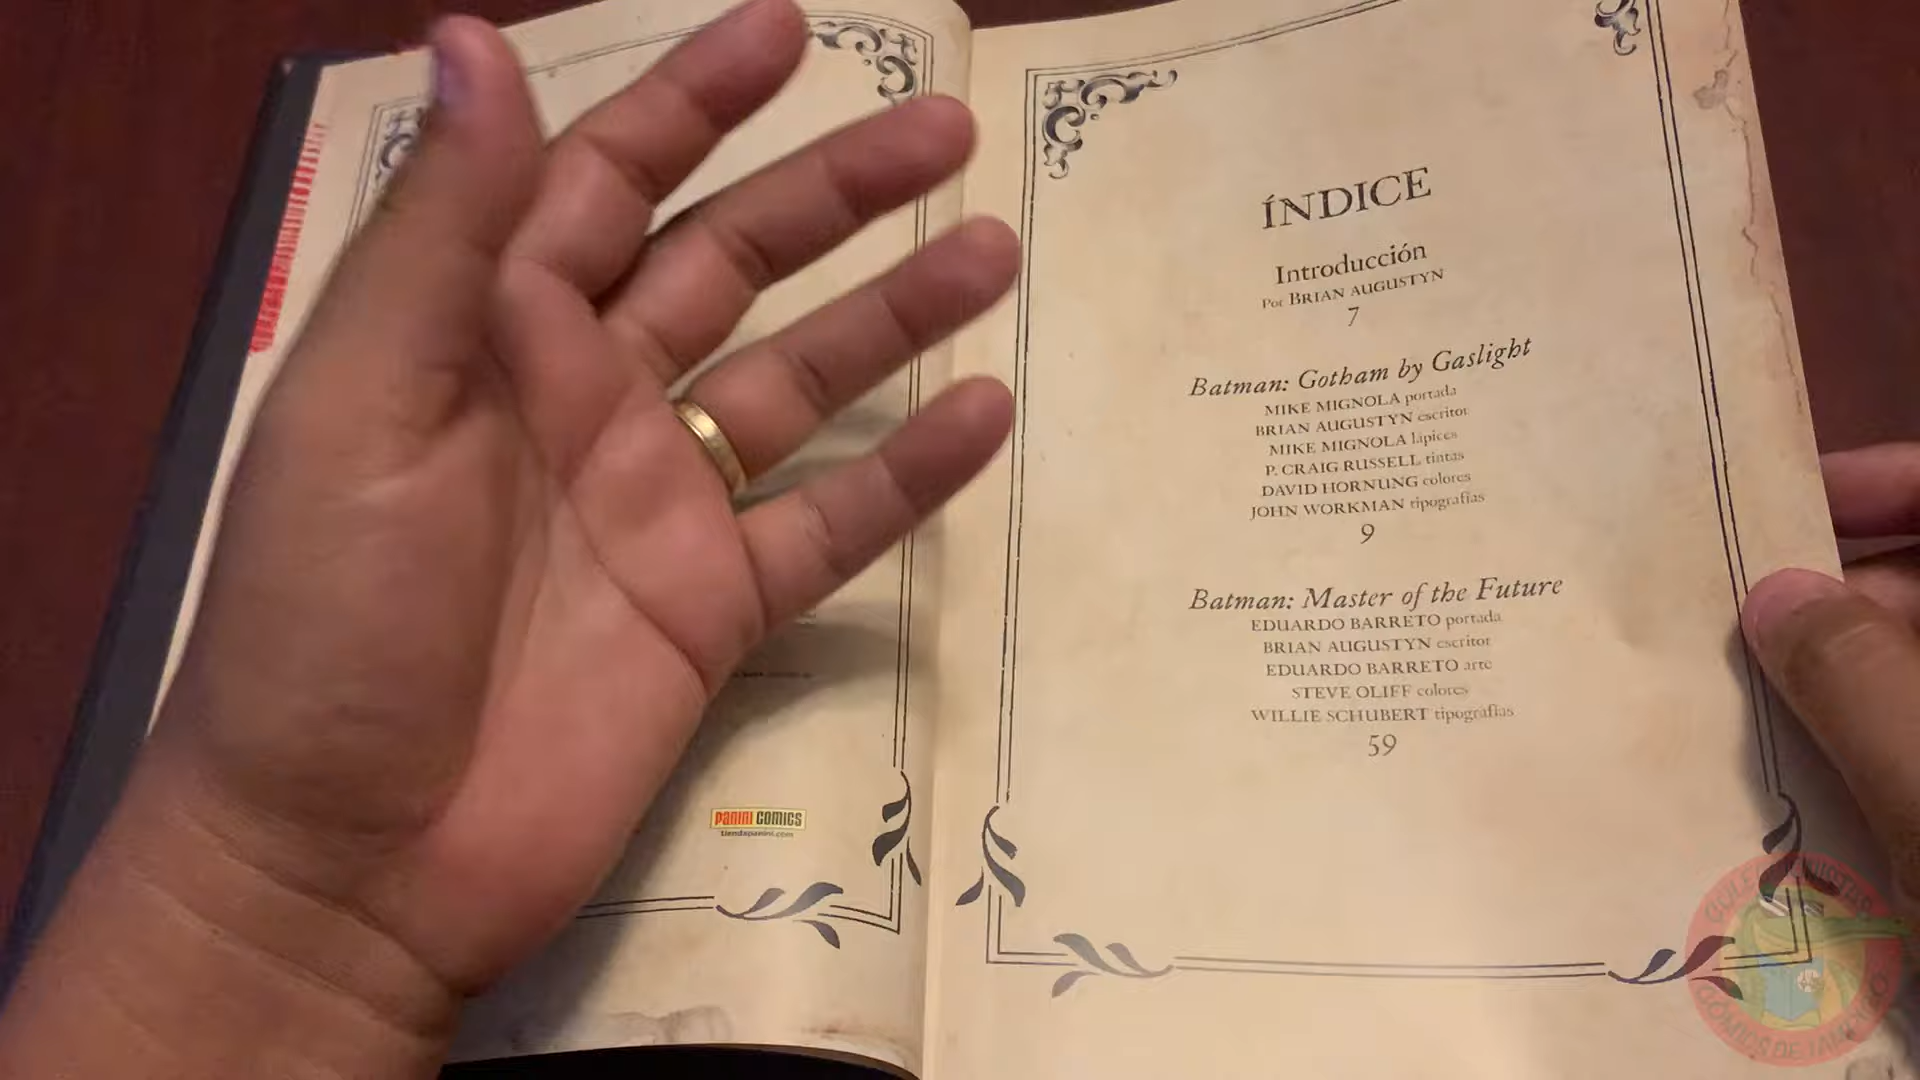 PANINI COMICS
tiendapanini.com
ÍNDICE
Introducción
Por BRIAN AUGUSTYN
7
Batman: Gotham by Gaslight
MIKE MIGNOLA portada
BRIAN AUGUSTYN escritor
MIKE MIGNOLA lápices
P. CRAIG RUSSELL tintas
DAVID HORNUNG colores
JOHN WORKMAN tipografías
9
Batman: Master of the Future
EDUARDO BARRETO portada
BRIAN AUGUSTYN escritor
EDUARDO BARRETO arte
STEVE OLIFF colores
WILLIE SCHUBERT tipografías
59